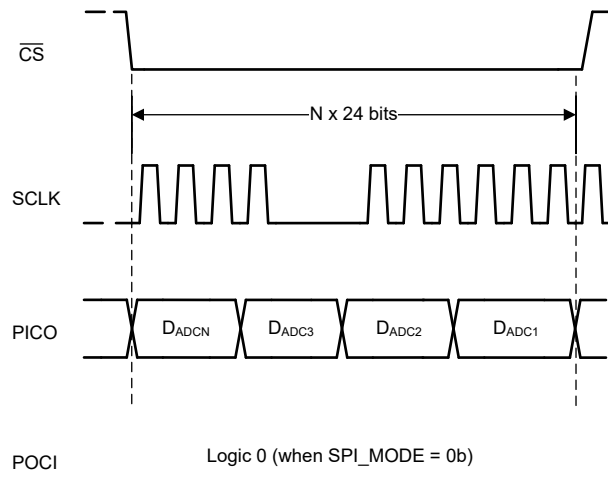 CS
N x 24 bits
SCLK
PICO
DADCN
DADC3
DADC2
DADC1
POCI
Logic 0 (when SPI_MODE = 0b)